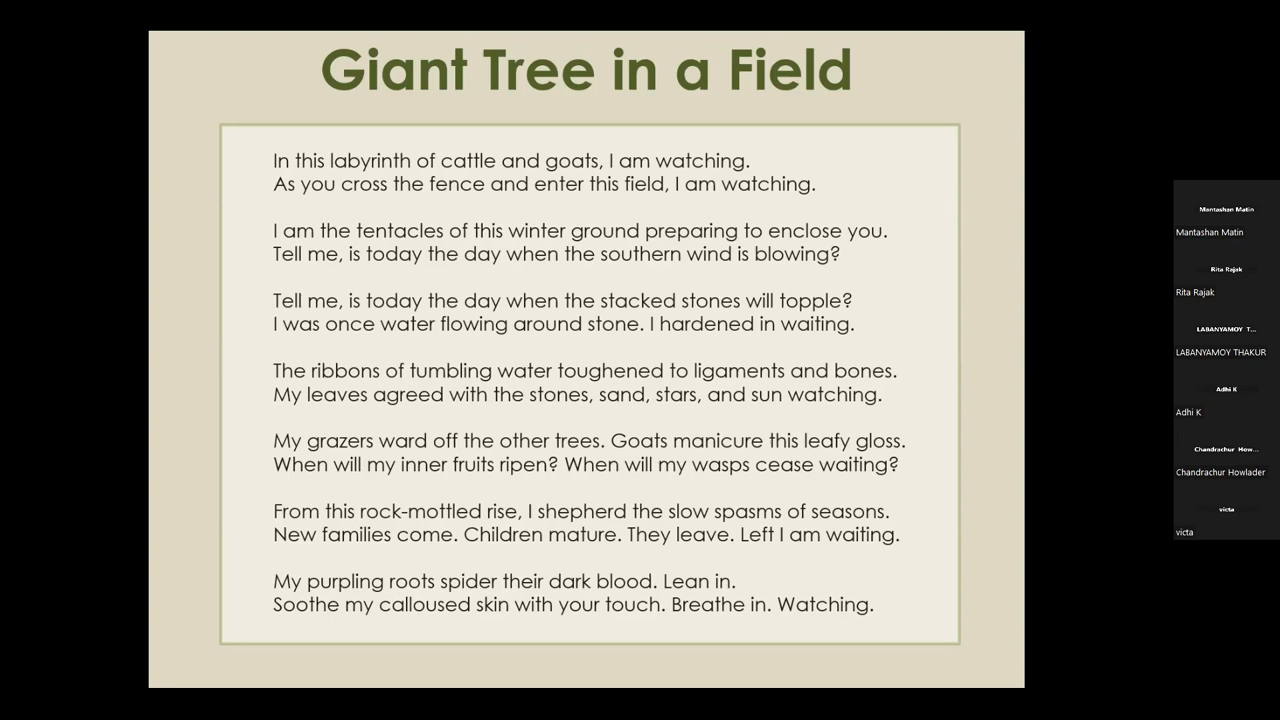 Giant Tree in a Field
In this labyrinth of cattle and goats, I am watching.
As you cross the fence and enter this field, I am watching.
I am the tentacles of this winter ground preparing to enclose you.
Tell me, is today the day when the southern wind is blowing?
Tell me, is today the day when the stacked stones will topple?
I was once water flowing around stone. I hardened in waiting.
The ribbons of tumbling water toughened to ligaments and bones.
My leaves agreed with the stones, sand, stars, and sun watching.
My grazers ward off the other trees. Goats manicure this leafy gloss.
When will my inner fruits ripen? When will my wasps cease waiting?
From this rock-mottled rise, I shepherd the slow spasms of seasons.
New families come. Children mature. They leave. Left I am waiting.
My purpling roots spider their dark blood. Lean in.
Soothe my calloused skin with your touch. Breathe in. Watching.
Mantashan Matin
Mantashan Matin
Rita Rajak
Rita Rajak
LABANYAMOY T...
LABANYAMOY THAKUR
Adhi K
Adhi K
Chandrachur How...
Chandrachur Howlader
victa
victa